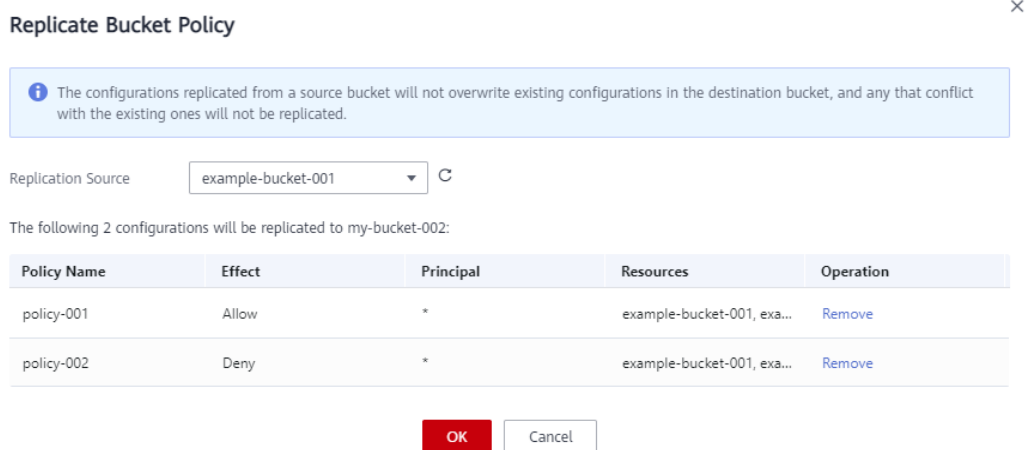 Replicate Bucket Policy
The configurations replicated from a source bucket will not overwrite existing configurations in the destination bucket, and any that conflict
with the existing ones will not be replicated.
Replication Source example-bucket-001
The following 2 configurations will be replicated to my-bucket-002:
Policy Name Effect Principal Resources Operation
policy-001 Allow * example-bucket-001, exa... Remove
policy-002 Deny * example-bucket-001, exa... Remove
OK Cancel